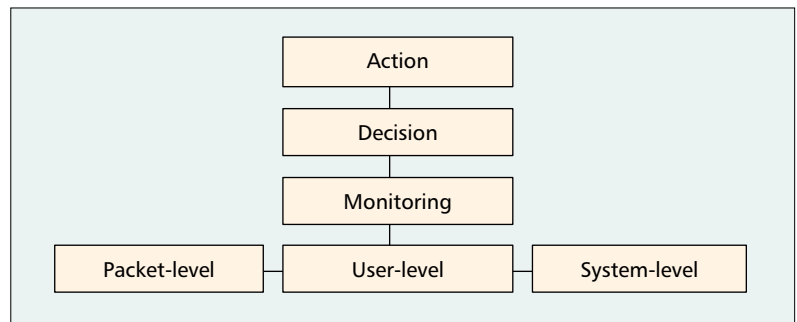 Action
Decision
Monitoring
Packet-level
User-level
System-level